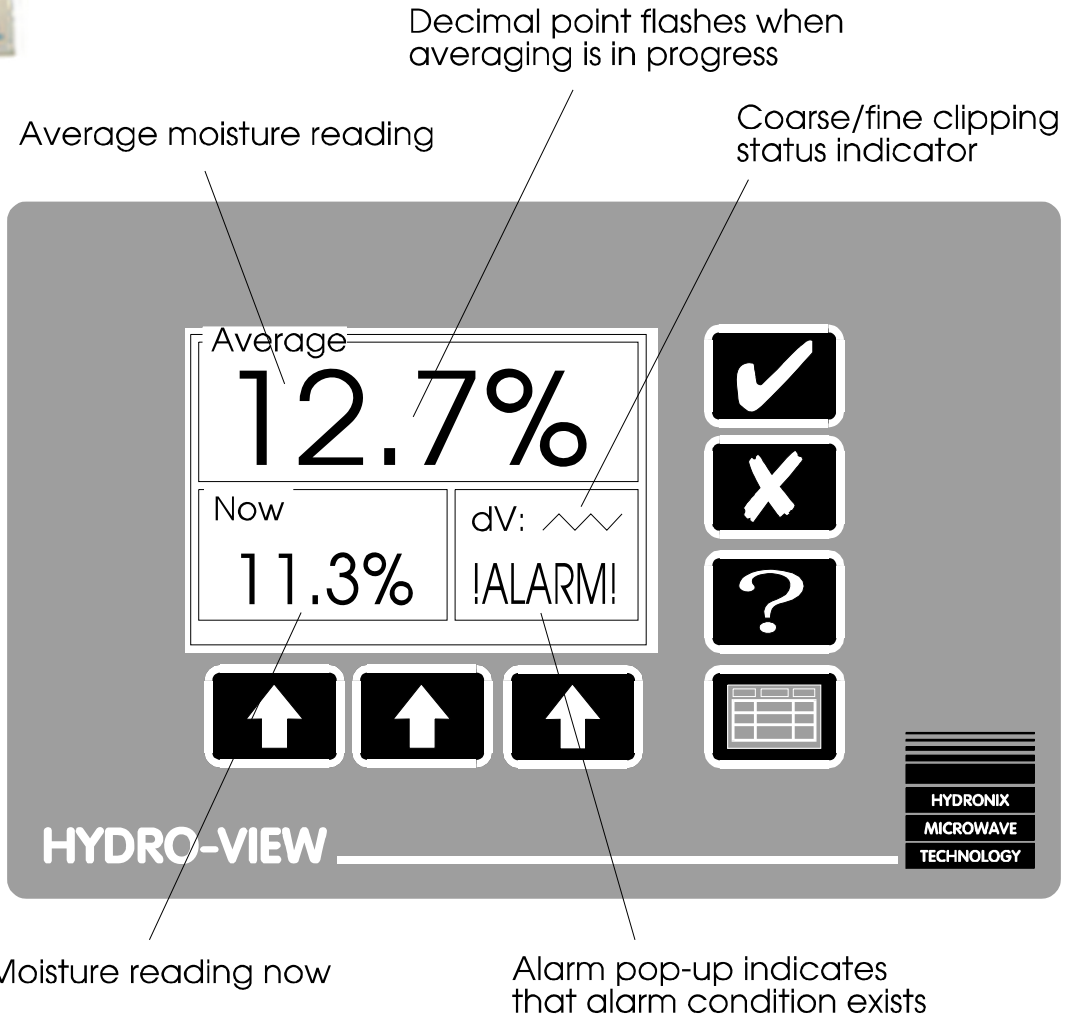 Decimal point flashes when
averaging is in progress
Average moisture reading
Coarse/fine clipping
status indicator
Average
12.7%
Now
11.3%
dV:
!ALARM!
?
HYDRO-VIEW
HYDRONIX
MICROWAVE
TECHNOLOGY
Moisture reading now
Alarm pop-up indicates
that alarm condition exists